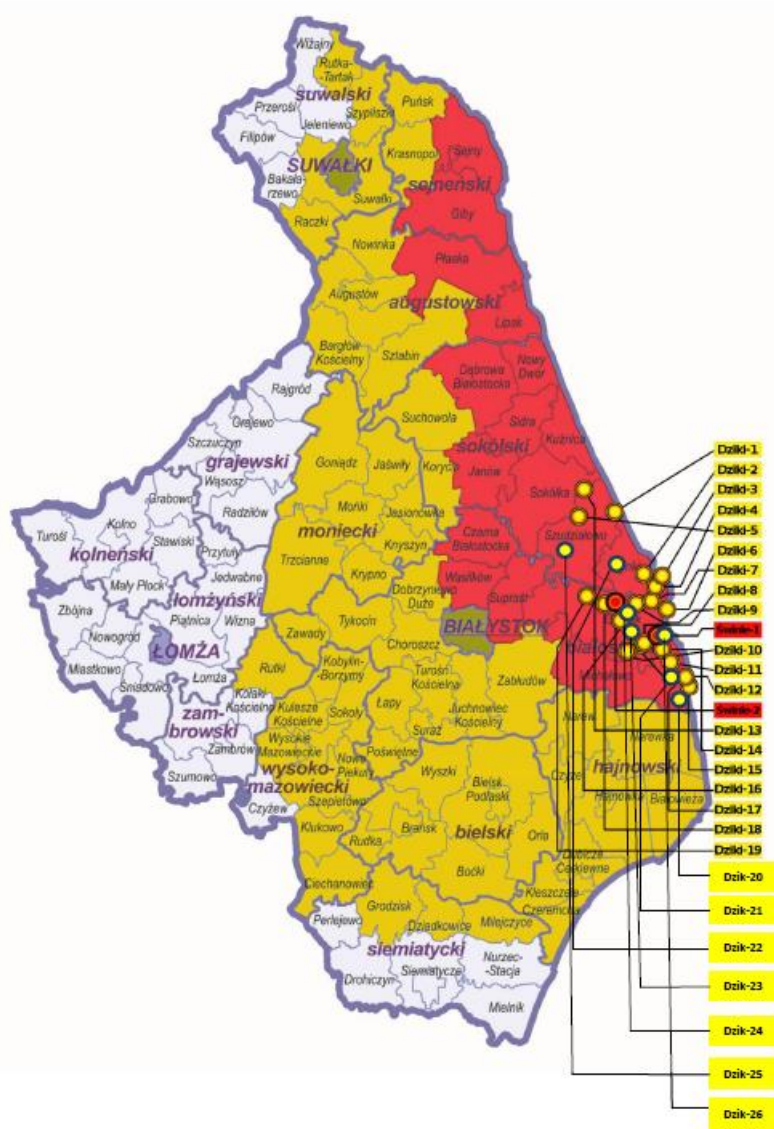 Wiżajny
Rutka-
-Tartak
suwalski
Puńsk
Szypliszki
Przerośl
Jeleniewo
Filipów
Sejny
Krasnopol
SUWAŁKI
Bakała-
rzewo
sejneński
Suwałki
Giby
Raczki
Nowinka
Płaska
Augustów
augustowski
Lipsk
Bargłów
Kościelny
Sztabin
Nowy
Dwór
Dąbrowa
Białostocka
Rajgród
Suchowola
Sidra
Grajewo
Kuźnica
Szczuczyn
sokólski
grajewski
Goniądz
Jaświły
Korycin
Janów
Wąsosz
Sokółka
Grabowo
Radziłów
Mońki
Jasionówka
Kolno
Turośl
Stawiski
moniecki
Czarna
Białostocka
Szudziałowo
kolneński
Przytuły
Trzcianne
Knyszyn
Mały Płock
Jedwabne
Krypno
Wasilków
Zbójna
łomżyński
Dobrzyniewo
Duże
Supraśl
Piątnica
Wizna
Tykocin
Nowogród
Zawady
BIAŁYSTOK
Choroszcz
ŁOMŻA
Miastkowo
Kobylin-
Borzymy
Michałowo
Śniadowo
Łomża
Rutki
Turośń
Kościelna
Zabłudów
Kołaki
Kościelne
Kulesze
Kościelne
Sokoły
Łapy
Juchnowiec
Kościelny
zam-
browski
Suraż
Narew
Narewka
Zambrów
Wysokie
Mazowieckie
Poświętne
Szumowo
Nowe
Piekuty
wysoko-
mazowiecki
Wyszki
Czyże
hajnowski
Szepietowo
Bielsk
Podlaski
Hajnówka
Białowieża
Czyżew
Klukowo
Brańsk
bielski
Orla
Rudka
Boćki
Dubicze
Cerkiewne
Ciechanowiec
Kleszczele
Grodzisk
Czeremcha
Perlejewo
Dziadkowice
Milejczyce
siemiatycki
Nurzec-
-Stacja
Drohiczyn
Siemiatycze
Mielnik
Dziki-1
Dziki-2
Dziki-3
Dziki-4
Dziki-5
Dziki-6
Dziki-7
Dziki-8
Dziki-9
Świnie-1
Dziki-10
Dziki-11
Dziki-12
Świnie-2
Dziki-13
Dziki-14
Dziki-15
Dziki-16
Dziki-17
Dziki-18
Dziki-19
Dzik-20
Dzik-21
Dzik-22
Dzik-23
Dzik-24
Dzik-25
Dzik-26